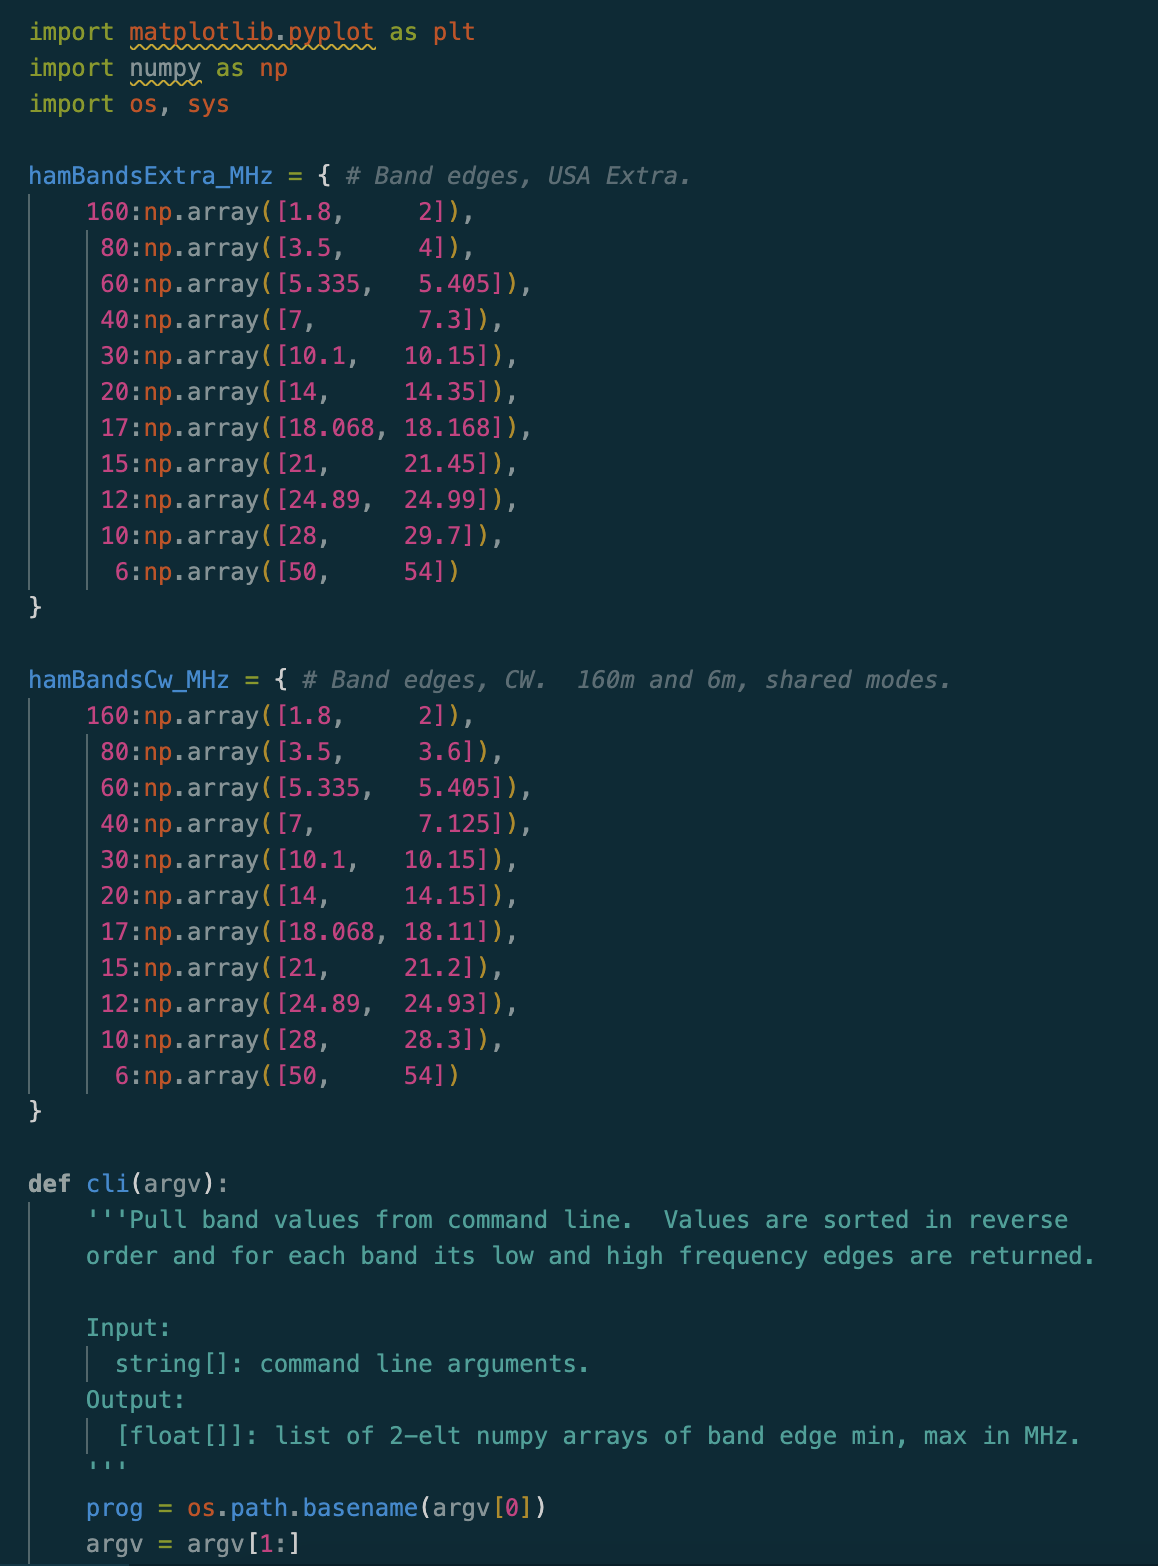 import matplotlib.pyplot as plt
import numpy as np
import os, sys

hamBandsExtra_MHz = { # Band edges, USA Extra.
    160:np.array([1.8,     2]),
     80:np.array([3.5,     4]),
     60:np.array([5.335,   5.405]),
     40:np.array([7,       7.3]),
     30:np.array([10.1,   10.15]),
     20:np.array([14,     14.35]),
     17:np.array([18.068, 18.168]),
     15:np.array([21,     21.45]),
     12:np.array([24.89,  24.99]),
     10:np.array([28,     29.7]),
      6:np.array([50,     54])
}

hamBandsCw_MHz = { # Band edges, CW.  160m and 6m, shared modes.
    160:np.array([1.8,     2]),
     80:np.array([3.5,     3.6]),
     60:np.array([5.335,   5.405]),
     40:np.array([7,       7.125]),
     30:np.array([10.1,   10.15]),
     20:np.array([14,     14.15]),
     17:np.array([18.068, 18.11]),
     15:np.array([21,     21.2]),
     12:np.array([24.89,  24.93]),
     10:np.array([28,     28.3]),
      6:np.array([50,     54])
}

def cli(argv):
    '''Pull band values from command line.  Values are sorted in reverse
    order and for each band its low and high frequency edges are returned.

    Input:
      string[]: command line arguments.
    Output:
      [float[]]: list of 2-elt numpy arrays of band edge min, max in MHz.
    '''
    prog = os.path.basename(argv[0])
    argv = argv[1:]